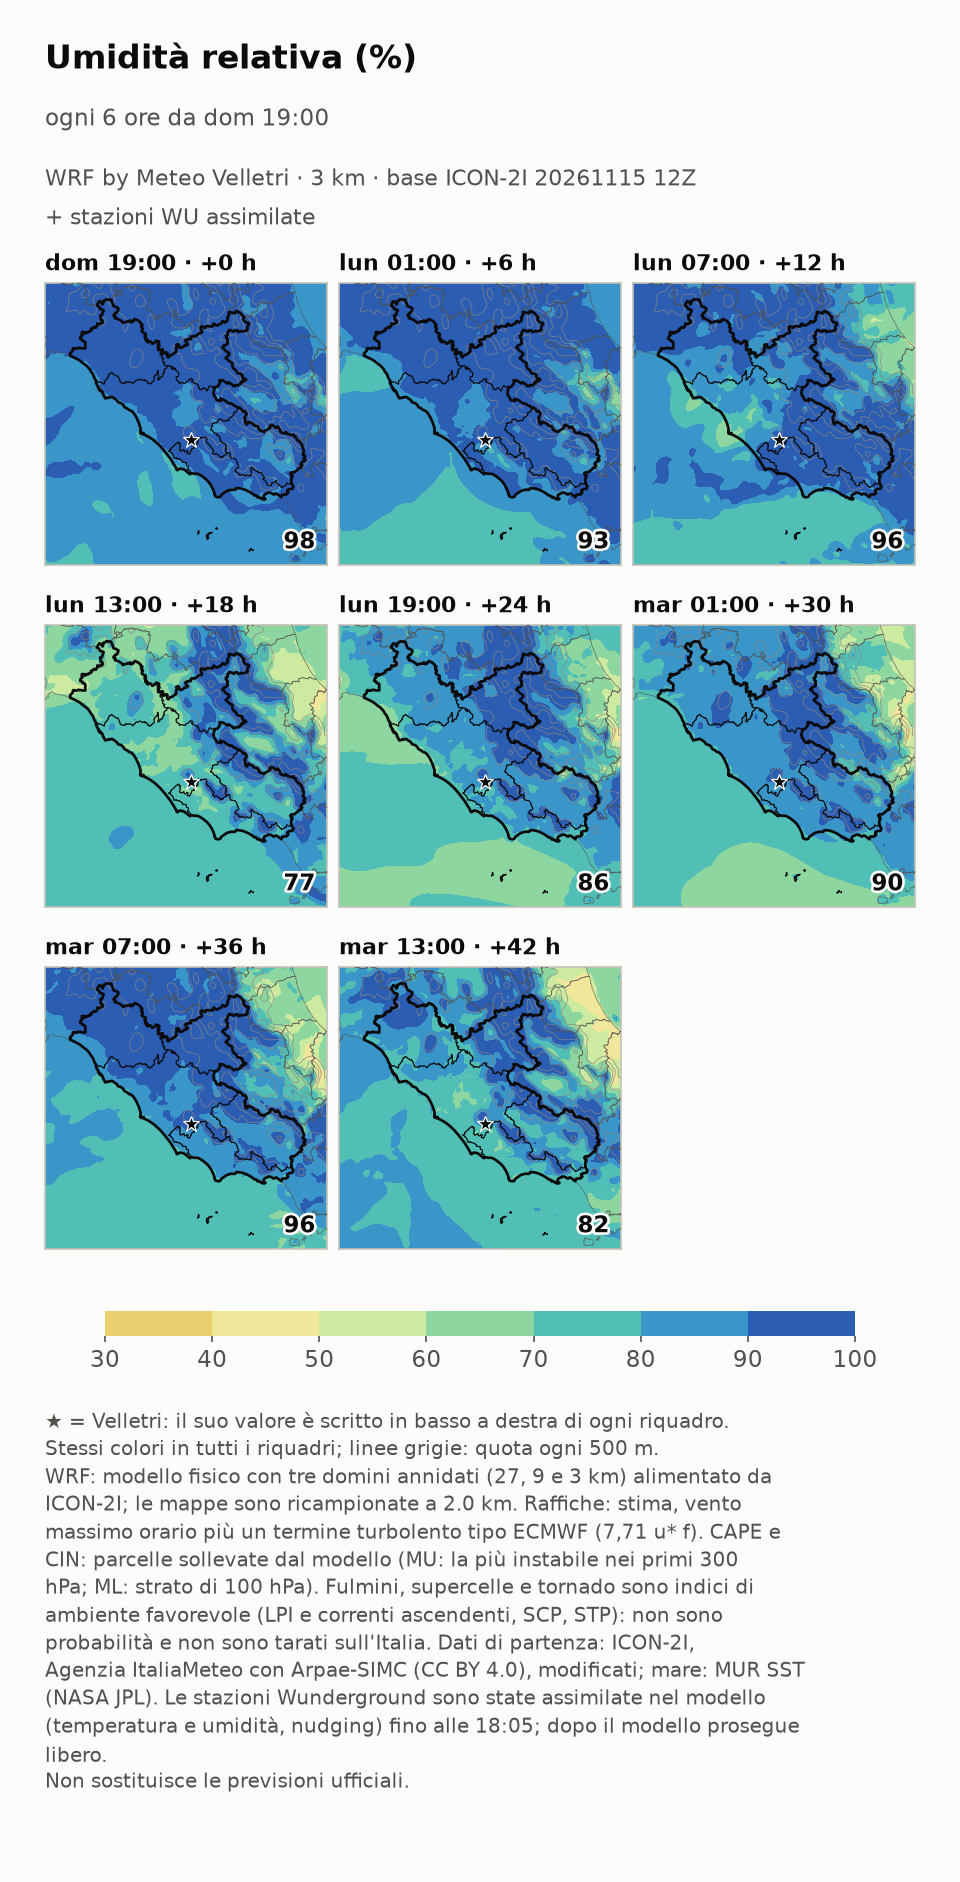 Umidità relativa (%)
ogni 6 ore da dom 19:00
WRF by Meteo Velletri · 3 km · base ICON-2I 20261115 12Z
+ stazioni WU assimilate
dom 19:00 · +0 h
lun 01:00 · +6 h
lun 07:00 · +12 h
98
93
96
lun 13:00 · +18 h
lun 19:00 · +24 h
mar 01:00 · +30 h
77
86
90
mar 07:00 · +36 h
mar 13:00 · +42 h
96
82
30 40 50 60 70 80 90 100
★ = Velletri: il suo valore è scritto in basso a destra di ogni riquadro.
Stessi colori in tutti i riquadri; linee grigie: quota ogni 500 m.
WRF: modello fisico con tre domini annidati (27, 9 e 3 km) alimentato da
ICON-2I; le mappe sono ricampionate a 2.0 km. Raffiche: stima, vento
massimo orario più un termine turbolento tipo ECMWF (7,71 u* f). CAPE e
CIN: parcelle sollevate dal modello (MU: la più instabile nei primi 300
hPa; ML: strato di 100 hPa). Fulmini, supercelle e tornado sono indici di
ambiente favorevole (LPI e correnti ascendenti, SCP, STP): non sono
probabilità e non sono tarati sull'Italia. Dati di partenza: ICON-2I,
Agenzia ItaliaMeteo con Arpae-SIMC (CC BY 4.0), modificati; mare: MUR SST
(NASA JPL). Le stazioni Wunderground sono state assimilate nel modello
(temperatura e umidità, nudging) fino alle 18:05; dopo il modello prosegue
libero.
Non sostituisce le previsioni ufficiali.